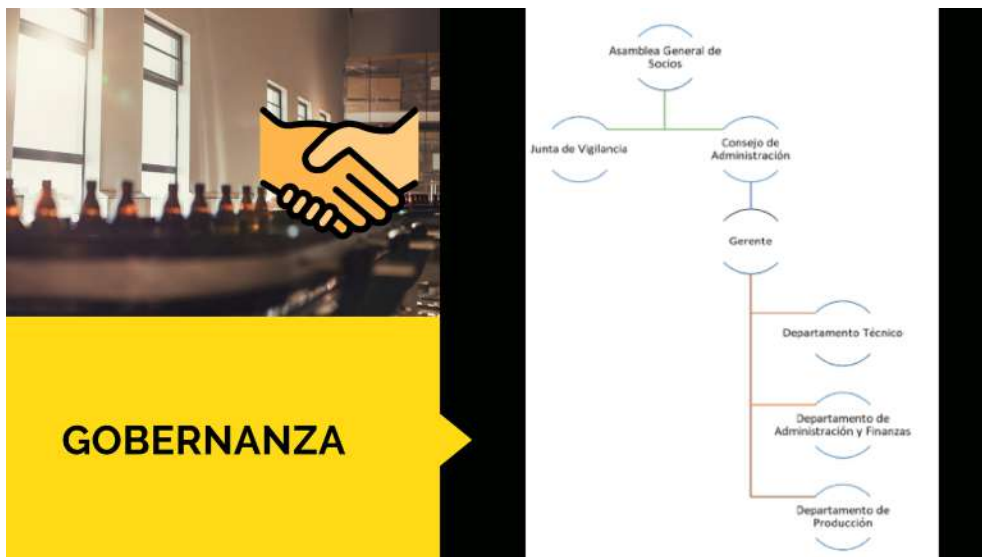 GOBERNANZA
Asamblea General de
Socios
Junta de Vigilancia
Consejo de
Administración
Gerente
Departamento Técnico
Departamento de
Administración y Finanzas
Departamento de
Producción